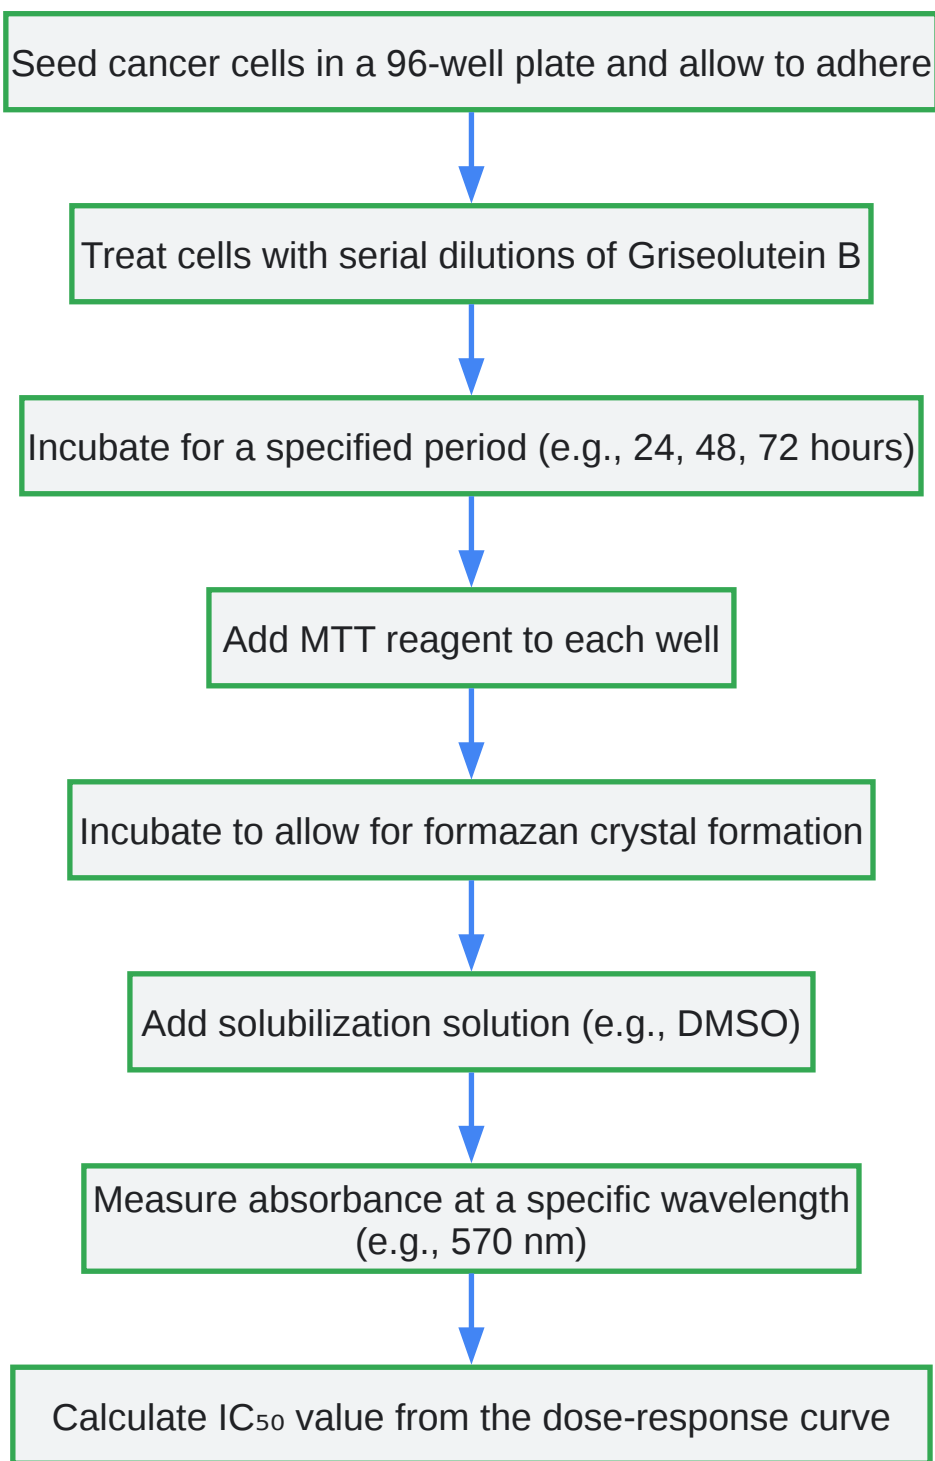 Seed cancer cells in a 96-well plate and allow to adhere
Treat cells with serial dilutions of Griseolutein B
Incubate for a specified period (e.g., 24, 48, 72 hours)
Add MTT reagent to each well
Incubate to allow for formazan crystal formation
Add solubilization solution (e.g., DMSO)
Measure absorbance at a specific wavelength
(e.g., 570 nm)
Calculate IC₅₀ value from the dose-response curve